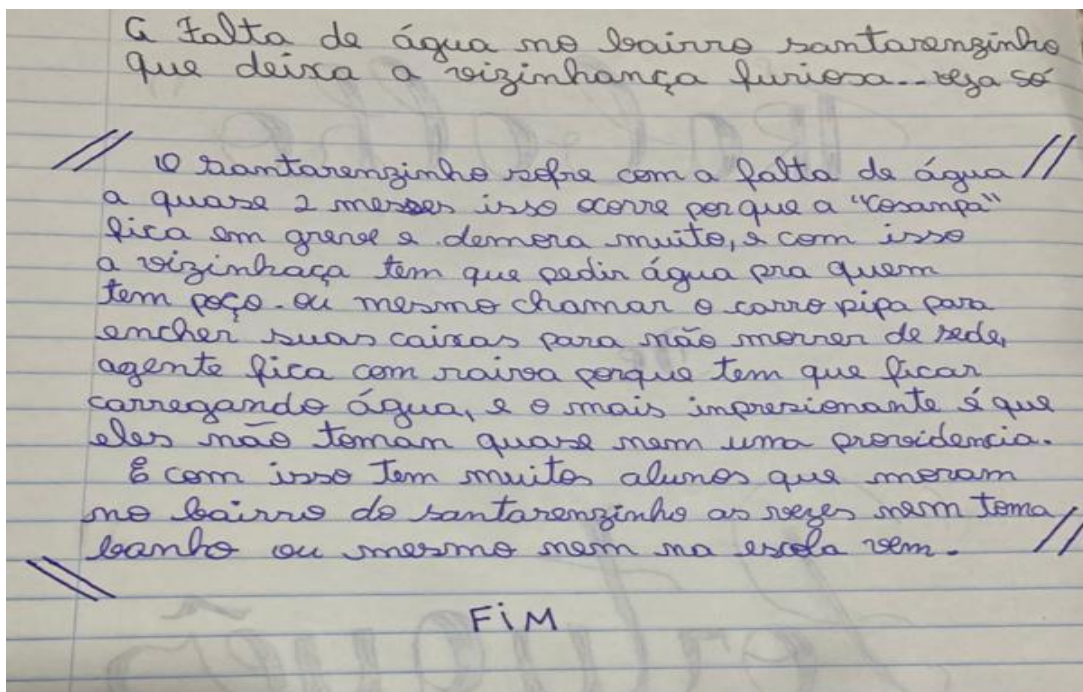 A Falta de água no bairro santarenzinho
que deixa a vizinhança furiosa... veja só
O Santarenzinho sofre com a falta de água
a quase 2 messes isso ocorre porque a "Cosanpa"
fica em greve e demora muito, e com isso
a vizinhaça tem que pedir água pra quem
tem poço. ou mesmo chamar o carro pipa para
encher suas caixas para não morrer de sede,
agente fica com raiva porque tem que ficar
carregando água, e o mais impresionante é que
eles não tomam quase nem uma providencia.
E com isso tem muitos alunos que moram
no bairro do santarenzinho as vezes nem toma
banho ou mesmo nem na escola vem.
FiM